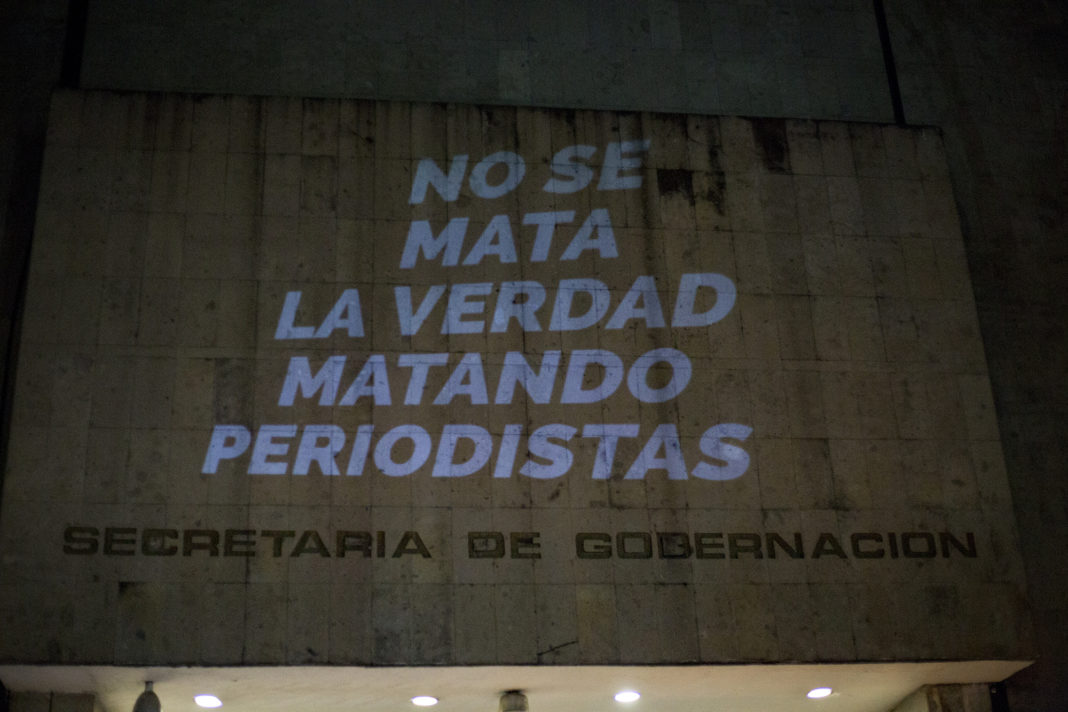 NO SE
MATA
LA VERDAD
MATANDO
PERIODISTAS
SECRETARIA DE GOBERNACION